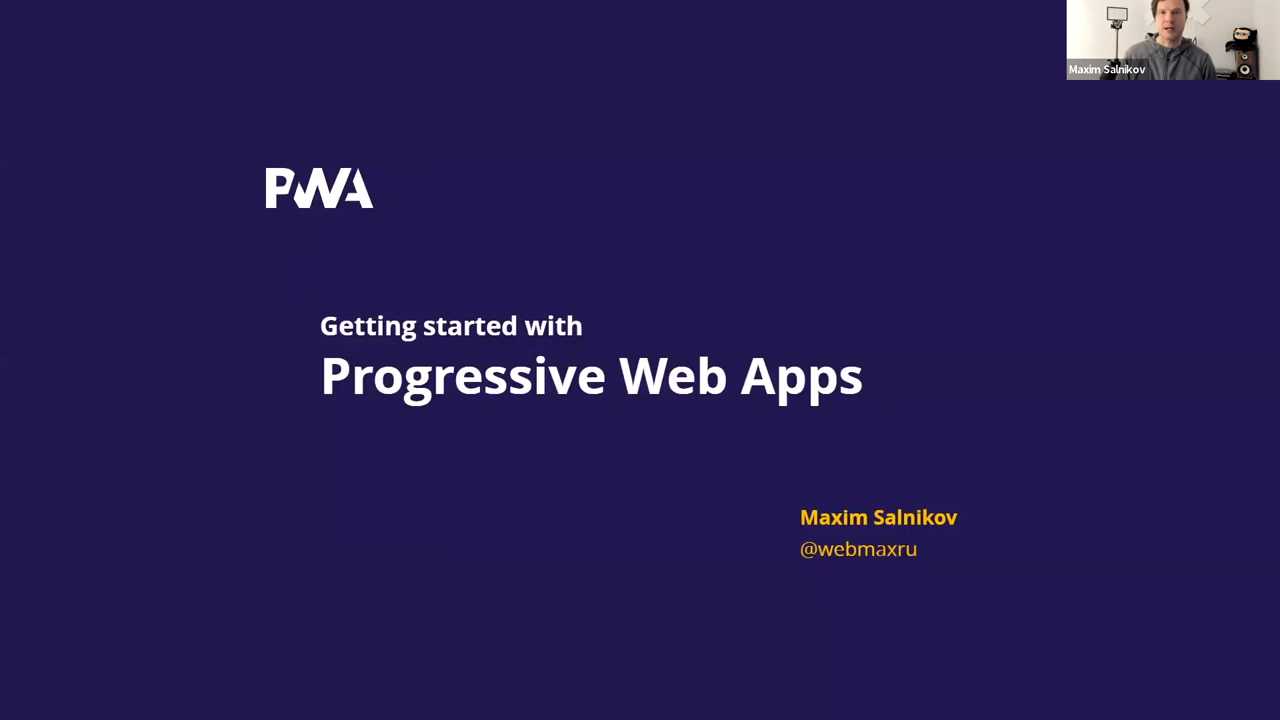 Maxim Salnikov
PWA
Getting started with
Progressive Web Apps
Maxim Salnikov
@webmaxru